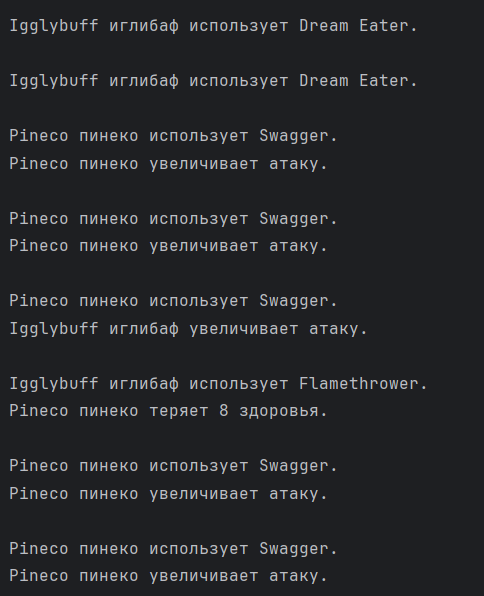 Igglybuff иглибаф использует Dream Eater.
Igglybuff иглибаф использует Dream Eater.
Pineco пинеко использует Swagger.
Pineco пинеко увеличивает атаку.
Pineco пинеко использует Swagger.
Pineco пинеко увеличивает атаку.
Pineco пинеко использует Swagger.
Igglybuff иглибаф увеличивает атаку.
Igglybuff иглибаф использует Flamethrower.
Pineco пинеко теряет 8 здоровья.
Pineco пинеко использует Swagger.
Pineco пинеко увеличивает атаку.
Pineco пинеко использует Swagger.
Pineco пинеко увеличивает атаку.